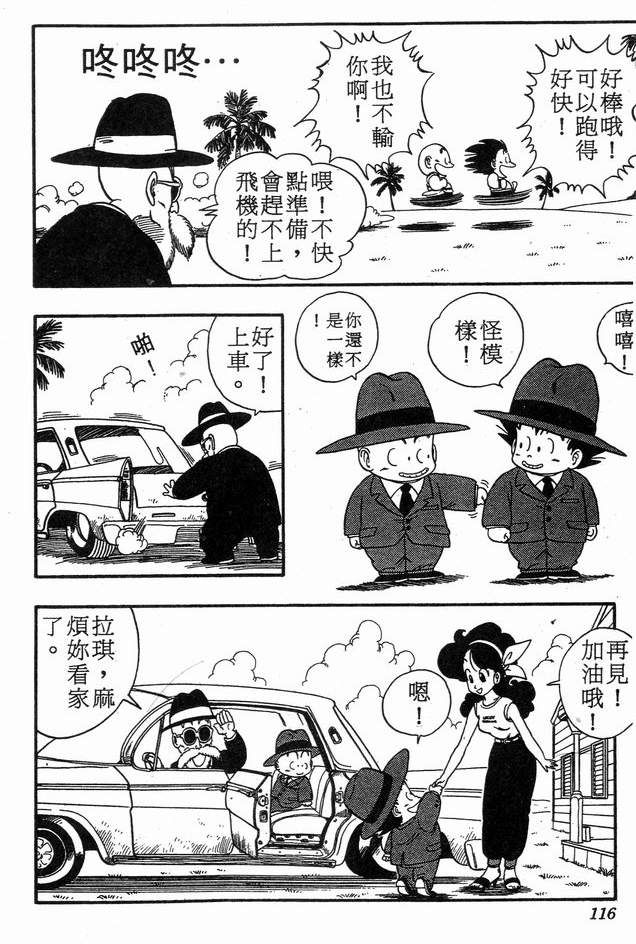 好棒哦！
可以跑得
好快！
我也不輸
你啊！
咚咚咚⋯
喂！不快
點準備，
會趕不上
飛機的！
嘻嘻！
怪模
樣！
你還不
是一樣
！
好了！
上車。
啪！
再見！
加油哦！
嗯！
拉琪，麻
煩妳看家
了。
116